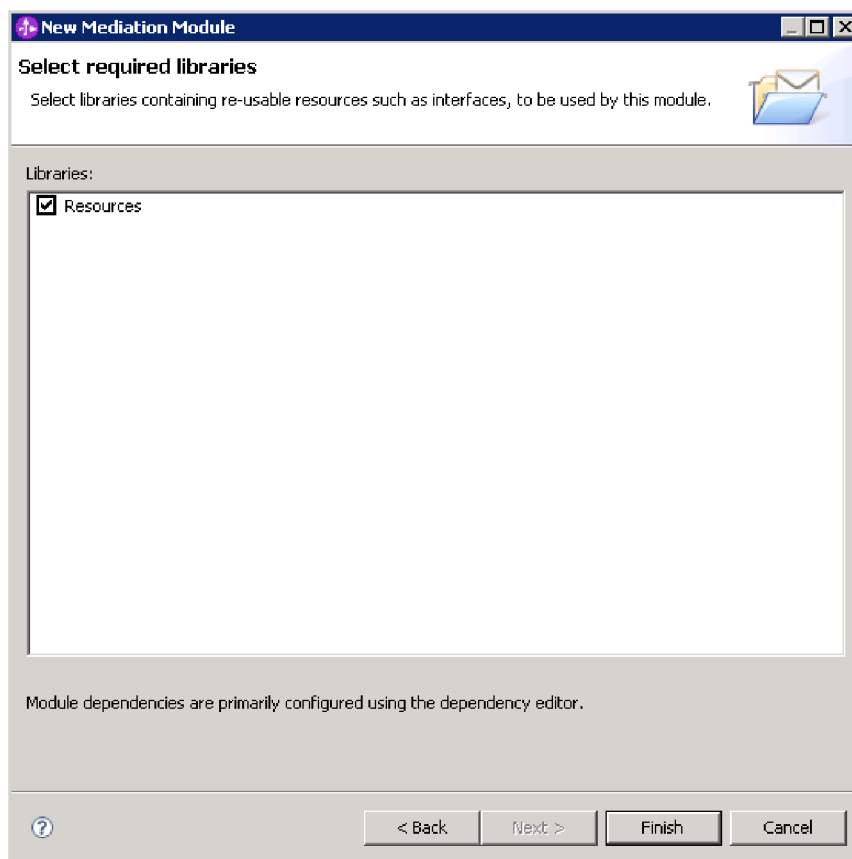 New Mediation Module
Select required libraries
Select libraries containing re-usable resources such as interfaces, to be used by this module.
Libraries:
Resources
Module dependencies are primarily configured using the dependency editor.
< Back Next > Finish Cancel